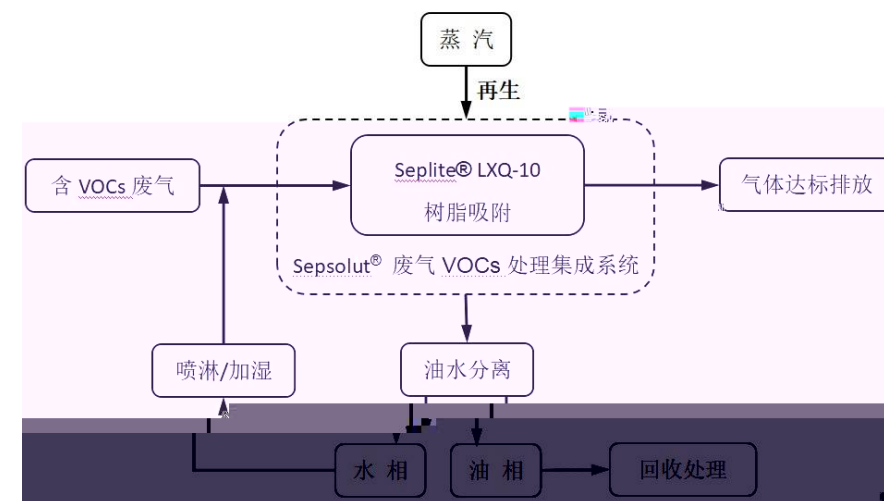 蒸 汽
再生
含 VOCs 废气
Seplite® LXQ-10
树脂吸附
气体达标排放
Sepsolut® 废气 VOCs 处理集成系统
喷淋/加湿
油水分离
水 相
油 相
回收处理